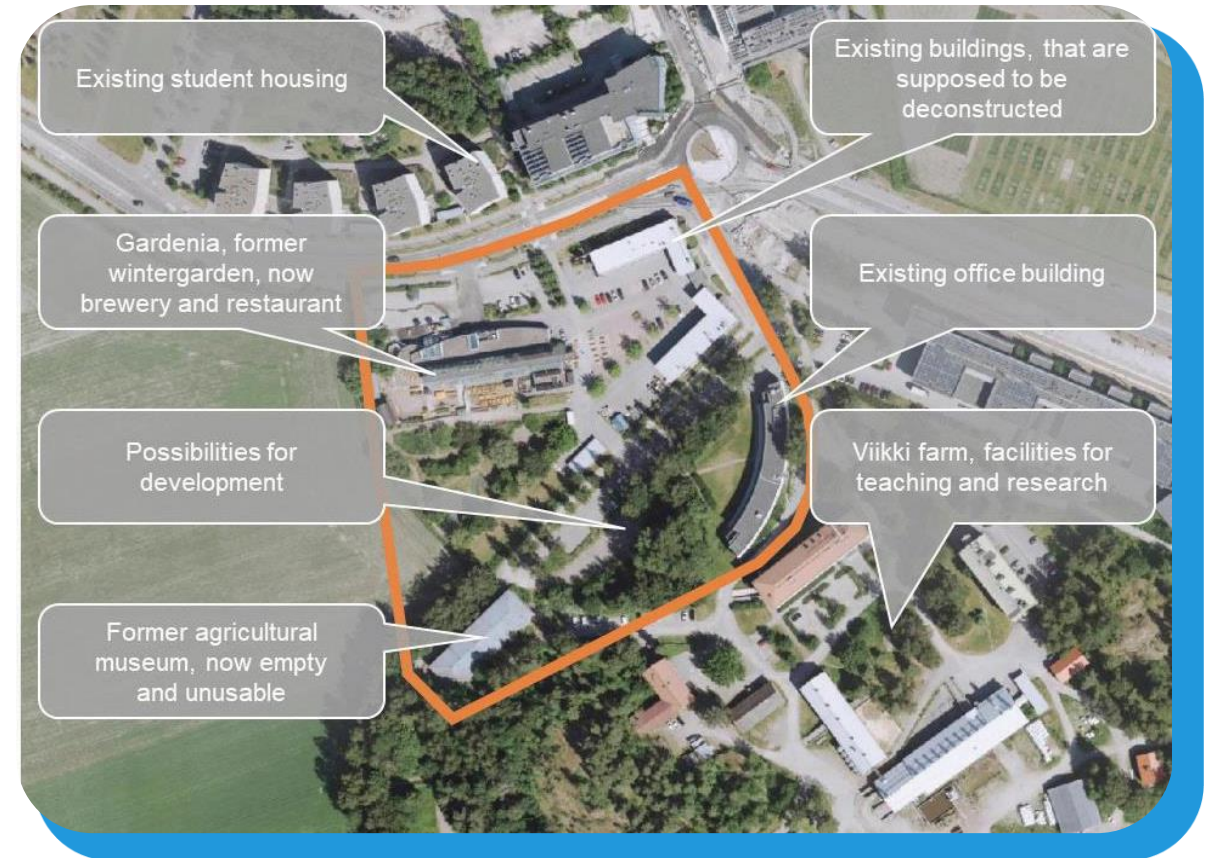 Existing student housing
Existing buildings, that are
supposed to be
deconstructed
Gardenia, former
wintergarden, now
brewery and restaurant
Existing office building
Possibilities for
development
Viikki farm, facilities for
teaching and research
Former agricultural
museum, now empty
and unusable